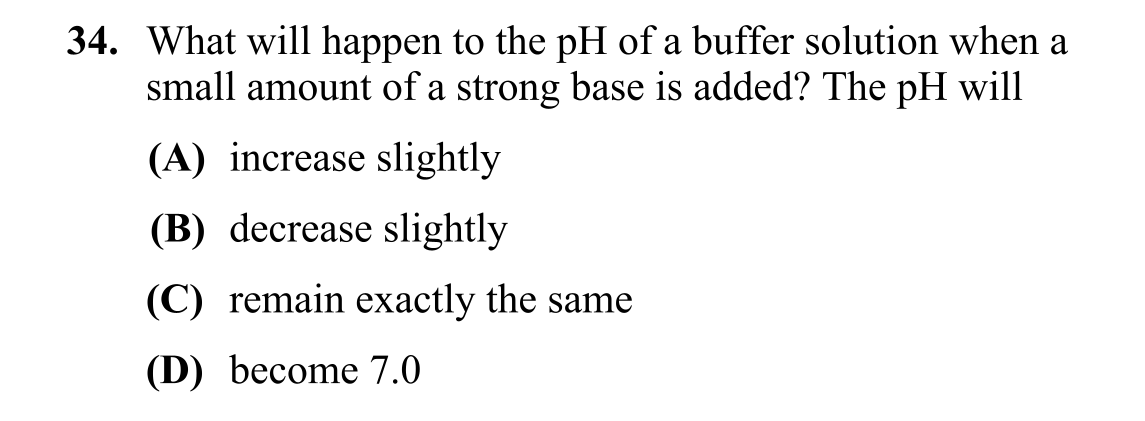 34. What will happen to the pH of a buffer solution when a
small amount of a strong base is added? The pH will
(A) increase slightly
(B) decrease slightly
(C) remain exactly the same
(D) become 7.0